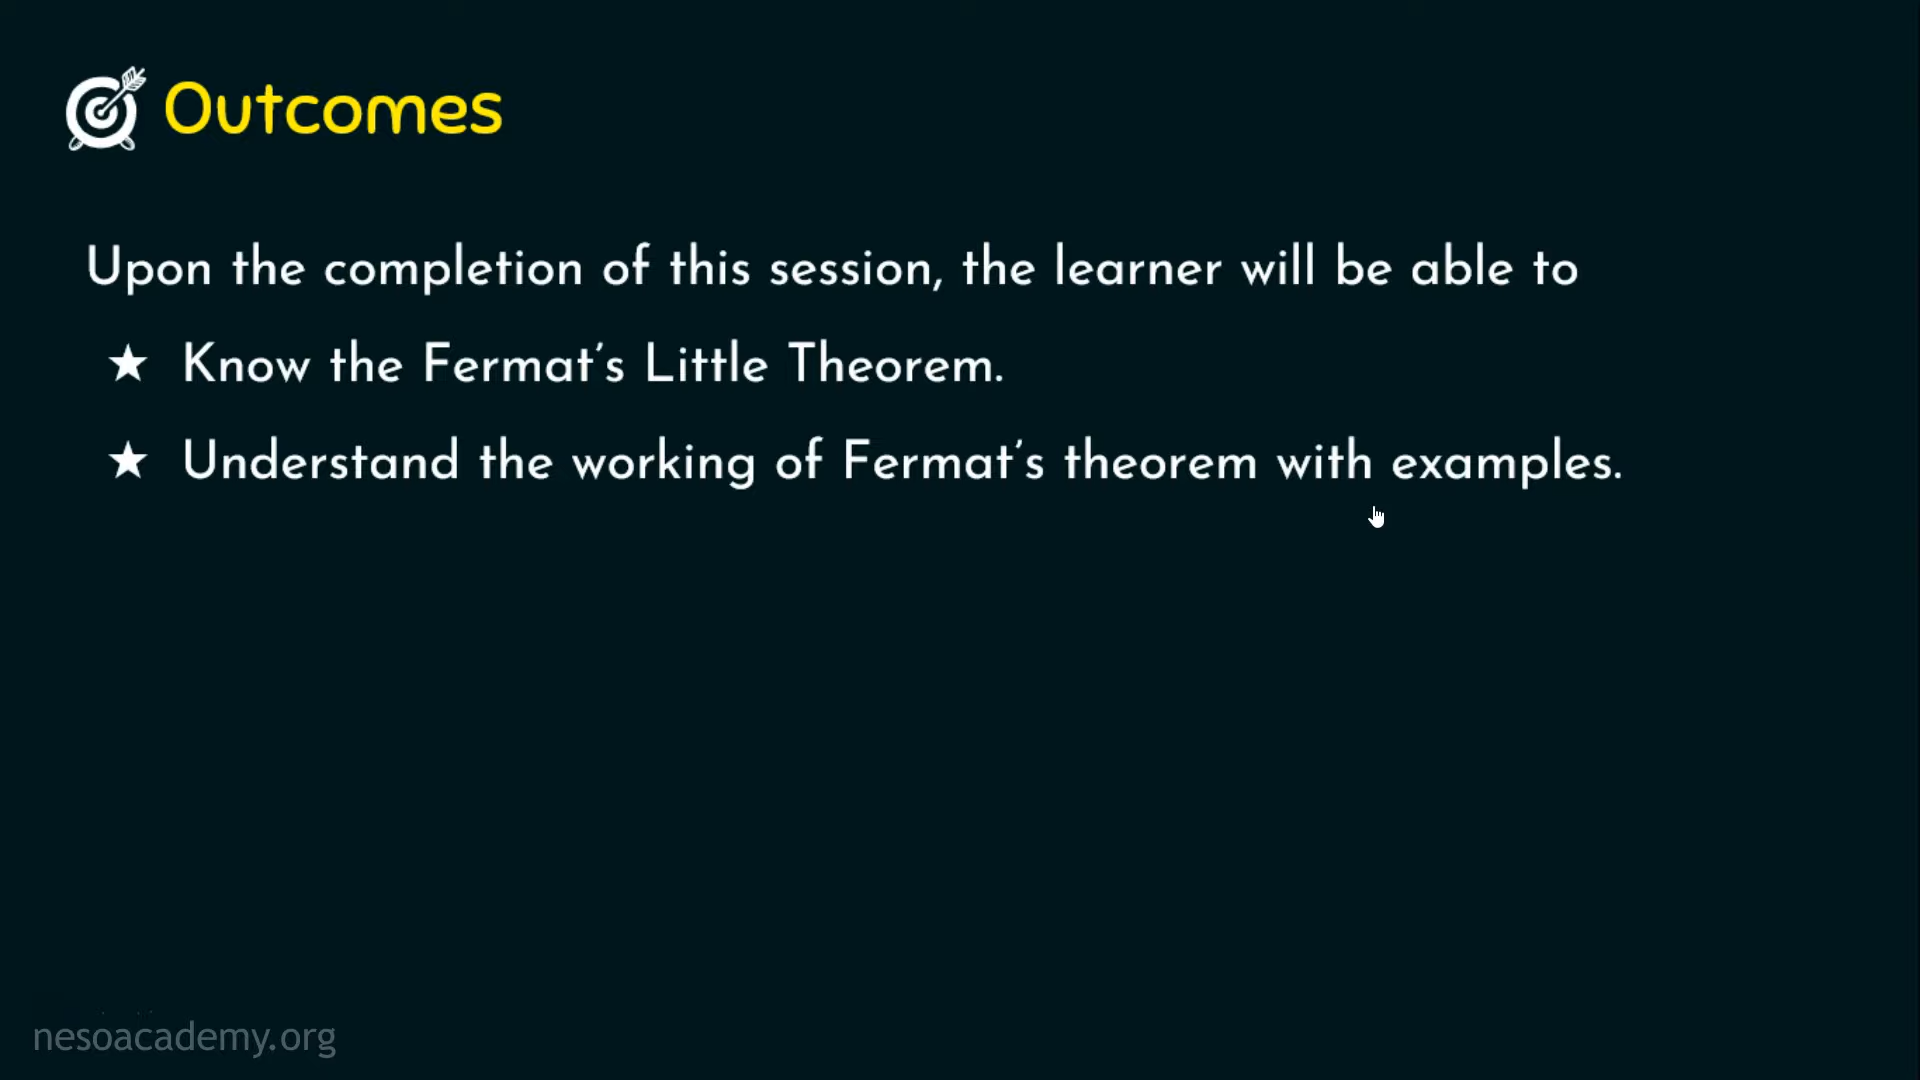 Outcomes
Upon the completion of this session, the learner will be able to
★ Know the Fermat’s Little Theorem.
★ Understand the working of Fermat’s theorem with examples.
nesoacademy.org